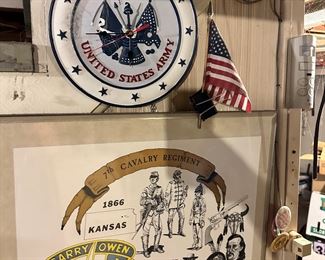 UNITED STATES ARMY
7th CAVALRY REGIMENT
1866
KANSAS
GARRY OWEN